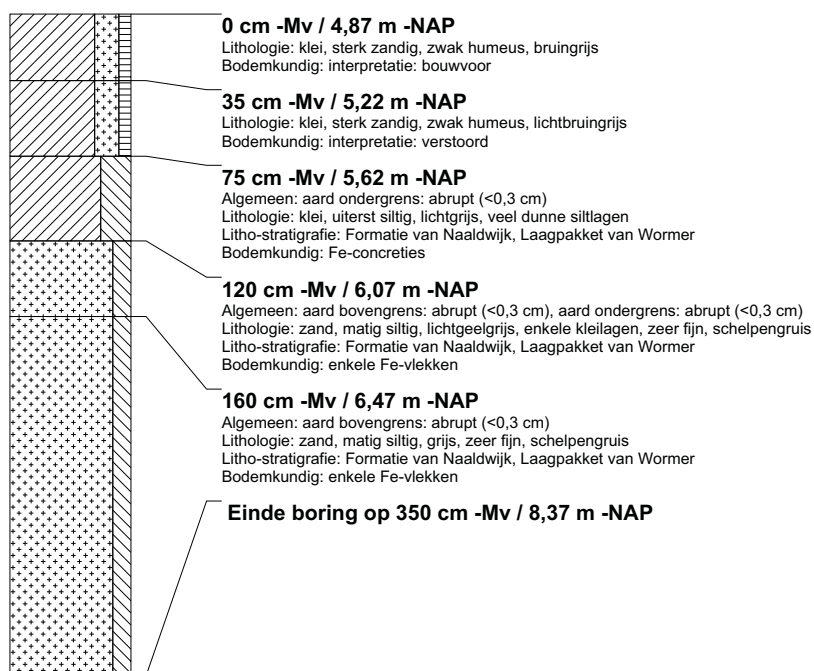 0 cm -Mv / 4,87 m -NAP
Lithologie: klei, sterk zandig, zwak humeus, bruingrijs
Bodemkundig: interpretatie: bouwvoor
35 cm -Mv / 5,22 m -NAP
Lithologie: klei, sterk zandig, zwak humeus, lichtbruingrijs
Bodemkundig: interpretatie: verstoord
75 cm -Mv / 5,62 m -NAP
Algemeen: aard ondergrens: abrupt (<0,3 cm)
Lithologie: klei, uiterst siltig, lichtgrijs, veel dunne siltlagen
Litho-stratigrafie: Formatie van Naaldwijk, Laagpakket van Wormer
Bodemkundig: Fe-concreties
120 cm -Mv / 6,07 m -NAP
Algemeen: aard bovengrens: abrupt (<0,3 cm), aard ondergrens: abrupt (<0,3 cm)
Lithologie: zand, matig siltig, lichtgeelgrijs, enkele kleilagen, zeer fijn, schelpengruis
Litho-stratigrafie: Formatie van Naaldwijk, Laagpakket van Wormer
Bodemkundig: enkele Fe-vlekken
160 cm -Mv / 6,47 m -NAP
Algemeen: aard bovengrens: abrupt (<0,3 cm)
Lithologie: zand, matig siltig, grijs, zeer fijn, schelpengruis
Litho-stratigrafie: Formatie van Naaldwijk, Laagpakket van Wormer
Bodemkundig: enkele Fe-vlekken
Einde boring op 350 cm -Mv / 8,37 m -NAP